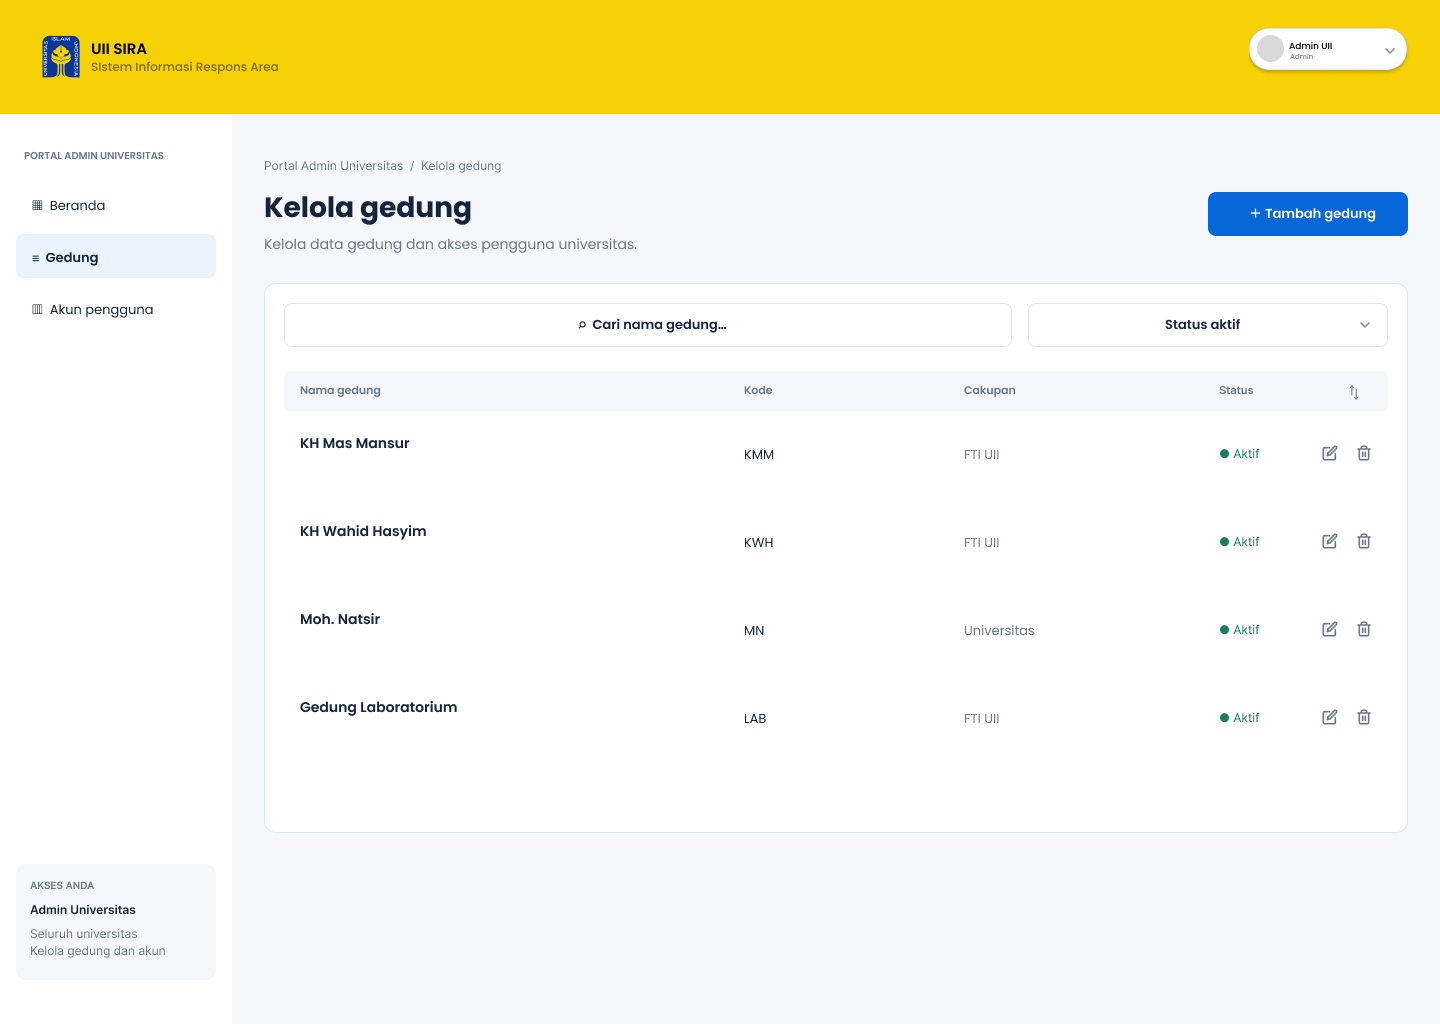 UNIVERSITAS
ISLAM
INDONESIA
UII SIRA
SIstem Informasi Respons Area
Admin UII
Admin
PORTAL ADMIN UNIVERSITAS
Beranda
Gedung
Akun pengguna
AKSES ANDA
Admin Universitas
Seluruh universitas
Kelola gedung dan akun
Portal Admin Universitas / Kelola gedung
Kelola gedung
Kelola data gedung dan akses pengguna universitas.
+ Tambah gedung
Cari nama gedung...
Status aktif
Nama gedung Kode Cakupan Status
KH Mas Mansur KMM FTI UII Aktif
KH Wahid Hasyim KWH FTI UII Aktif
Moh. Natsir MN Universitas Aktif
Gedung Laboratorium LAB FTI UII Aktif